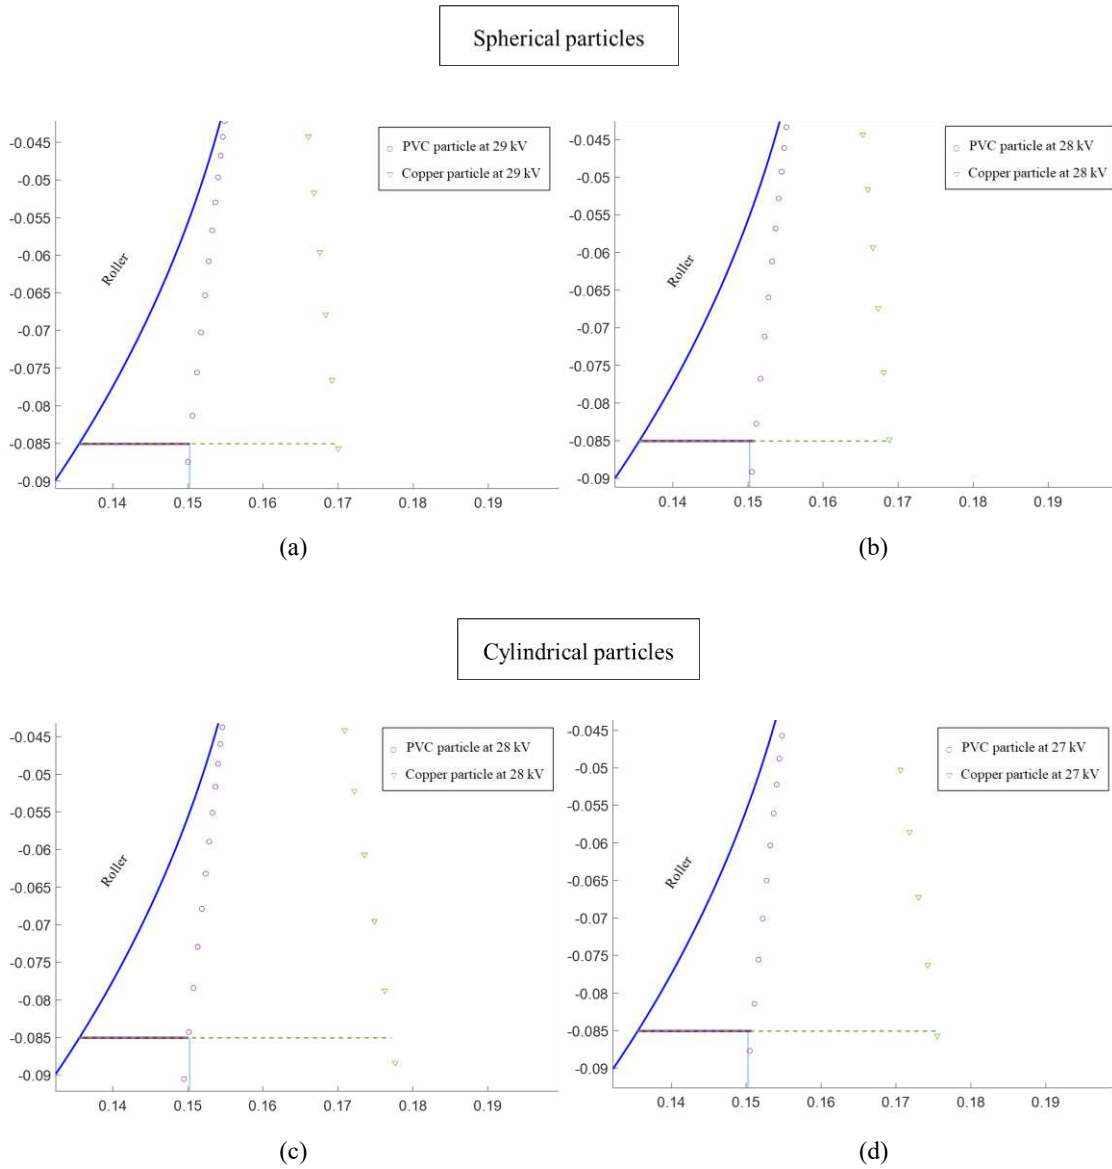 Spherical particles
-0.045
-0.05
-0.055
-0.06
-0.065
-0.07
-0.075
-0.08
-0.085
-0.09
Roller
PVC particle at 29 kV
Copper particle at 29 kV
0.14 0.15 0.16 0.17 0.18 0.19
(a)
-0.045
-0.05
-0.055
-0.06
-0.065
-0.07
-0.075
-0.08
-0.085
-0.09
Roller
PVC particle at 28 kV
Copper particle at 28 kV
0.14 0.15 0.16 0.17 0.18 0.19
(b)
Cylindrical particles
-0.045
-0.05
-0.055
-0.06
-0.065
-0.07
-0.075
-0.08
-0.085
-0.09
Roller
PVC particle at 28 kV
Copper particle at 28 kV
0.14 0.15 0.16 0.17 0.18 0.19
(c)
-0.045
-0.05
-0.055
-0.06
-0.065
-0.07
-0.075
-0.08
-0.085
-0.09
Roller
PVC particle at 27 kV
Copper particle at 27 kV
0.14 0.15 0.16 0.17 0.18 0.19
(d)